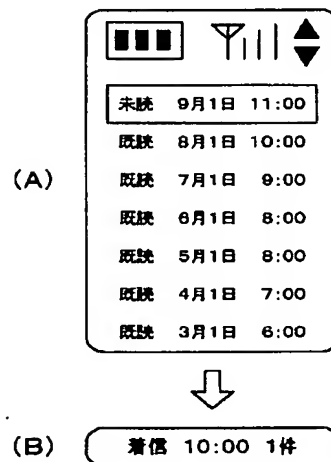 未読 9月1日 11:00
既読 8月1日 10:00
(A) 既読 7月1日 9:00
既読 6月1日 8:00
既読 5月1日 8:00
既読 4月1日 7:00
既読 3月1日 6:00
(B) 着信 10:00 1件